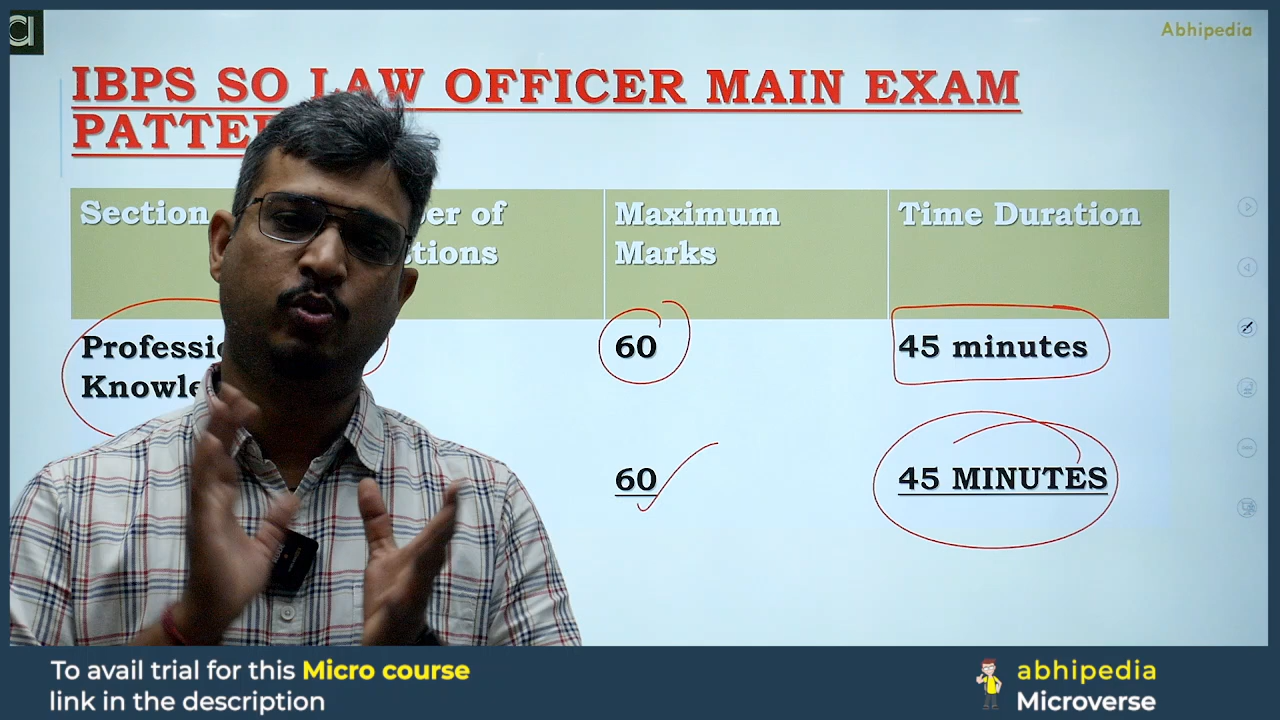 Abhipedia
IBPS SO LAW OFFICER MAIN EXAM
PATTE
Section
er of
stions
Maximum
Marks
Time Duration
Professi
Knowle
60
45 minutes
60
45 MINUTES
To avail trial for this Micro course
link in the description
abhipedia
Microverse